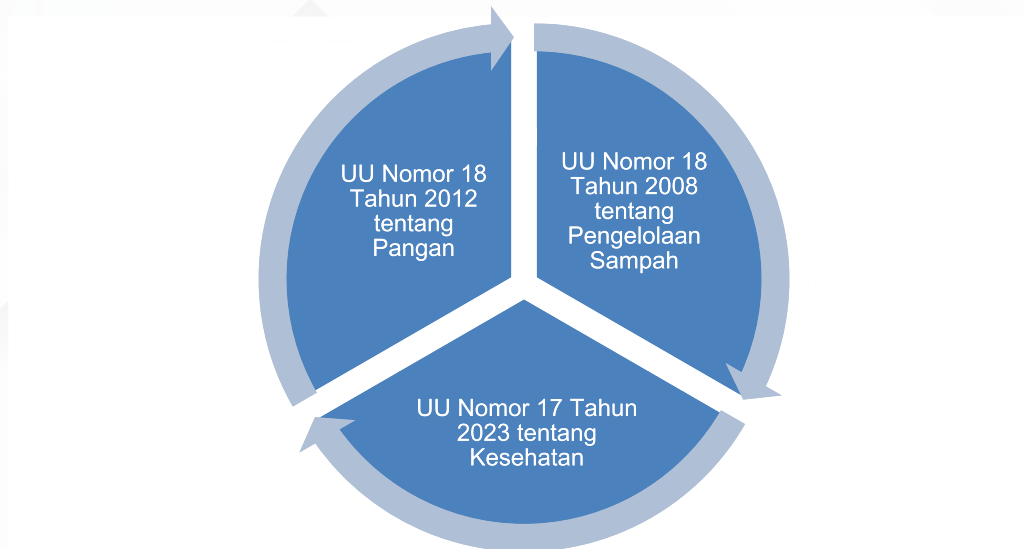 UU Nomor 18
Tahun 2012
tentang
Pangan
UU Nomor 18
Tahun 2008
tentang
Pengelolaan
Sampah
UU Nomor 17 Tahun
2023 tentang
Kesehatan